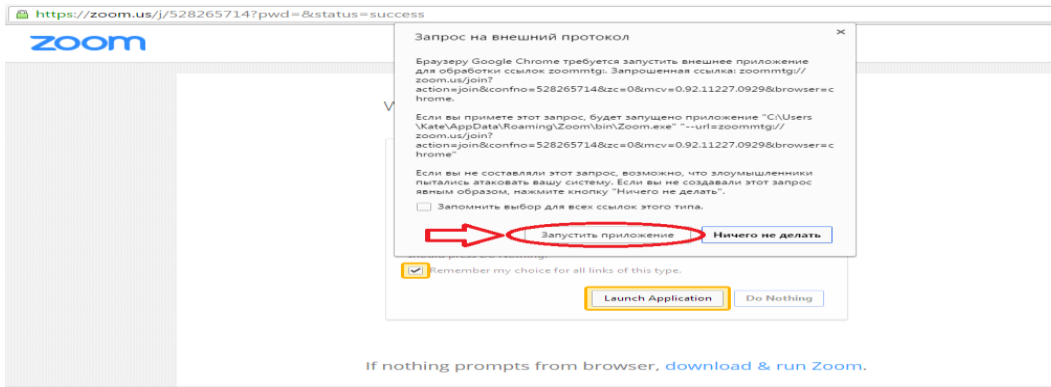 https://zoom.us/j/528265714?pwd=&status=success
zoom
Запрос на внешний протокол
Браузеру Google Chrome требуется запустить внешнее приложение
для обработки ссылок zoommtg:. Запрошенная ссылка: zoommtg://
zoom.us/join?
action=join&confno=528265714&zc=0&mcv=0.92.11227.0929&browser=c
hrome.
Если вы примете этот запрос, будет запущено приложение "C:\Users
\Kate\AppData\Roaming\Zoom\bin\Zoom.exe" "--url=zoommtg://
zoom.us/join?
action=join&confno=528265714&zc=0&mcv=0.92.11227.0929&browser=c
hrome"
Если вы не составляли этот запрос, возможно, что злоумышленники
пытались атаковать вашу систему. Если вы не создавали этот запрос
явным образом, нажмите кнопку "Ничего не делать".
Запомнить выбор для всех ссылок этого типа.
Запустить приложение Ничего не делать
should press Do Nothing.
Remember my choice for all links of this type.
Launch Application Do Nothing
If nothing prompts from browser, download & run Zoom.